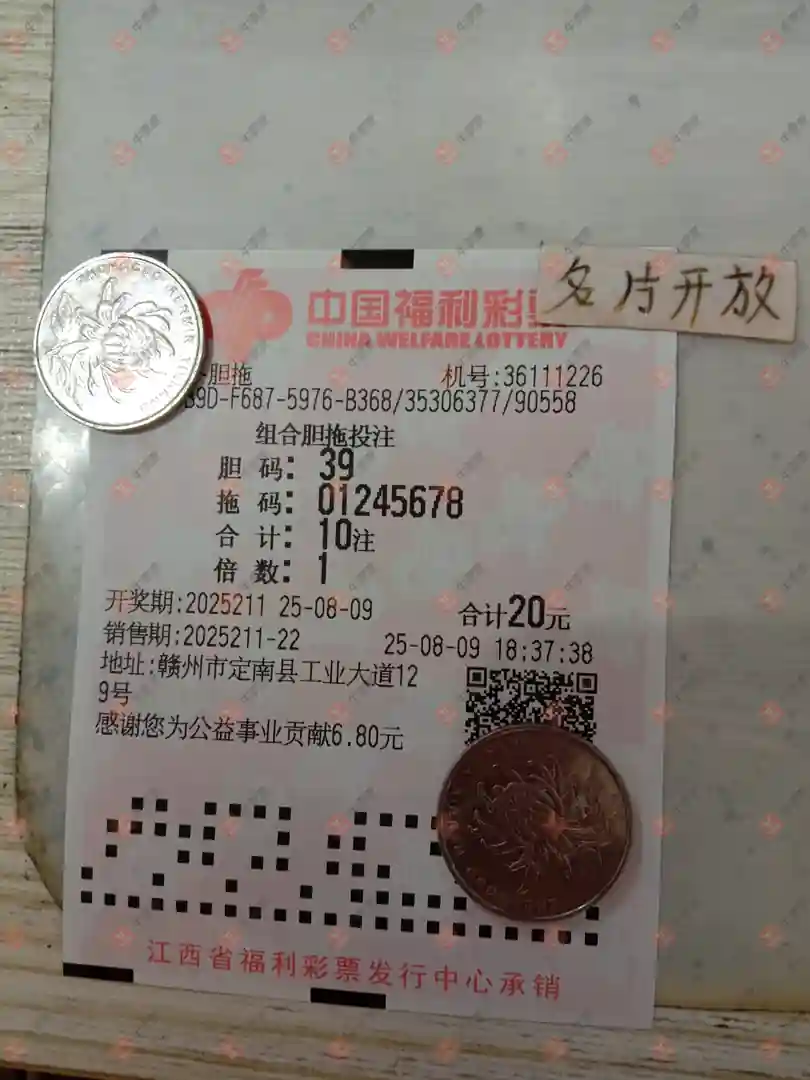 名片开放
中国福利彩
CHINA WELFARE LOTTERY
胆拖
机号:36111226
B9D-F687-5976-B368/35306377/90558
组合胆拖投注
胆 码: 39
拖 码: 01245678
合 计: 10注
倍 数: 1
开奖期:2025211 25-08-09
合计20元
销售期:2025211-22
25-08-09 18:37:38
地址:赣州市定南县工业大道12
9号
感谢您为公益事业贡献6.80元
江西省福利彩票发行中心承销